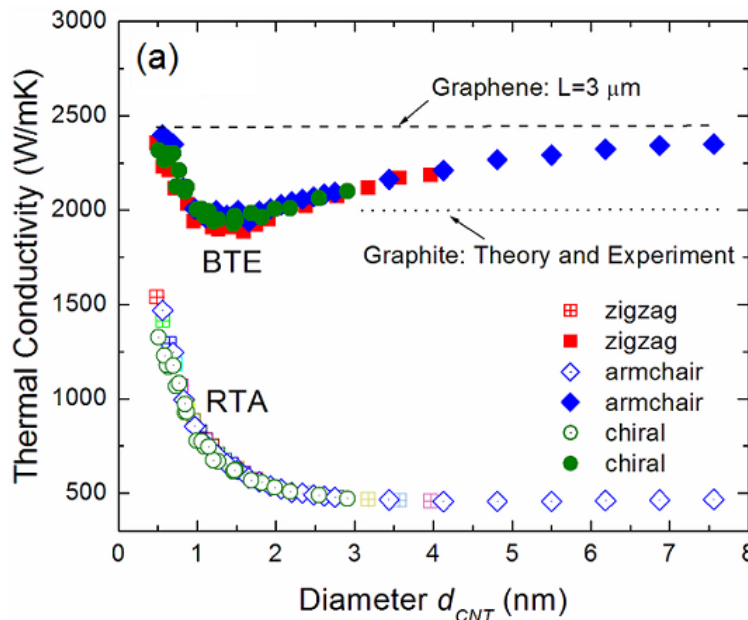 (a)
Graphene: L=3 μm
BTE
Graphite: Theory and Experiment
zigzag
zigzag
armchair
armchair
chiral
chiral
RTA
3000
2500
2000
1500
1000
500
0 1 2 3 4 5 6 7 8
Thermal Conductivity (W/mK)
Diameter d_CNT (nm)